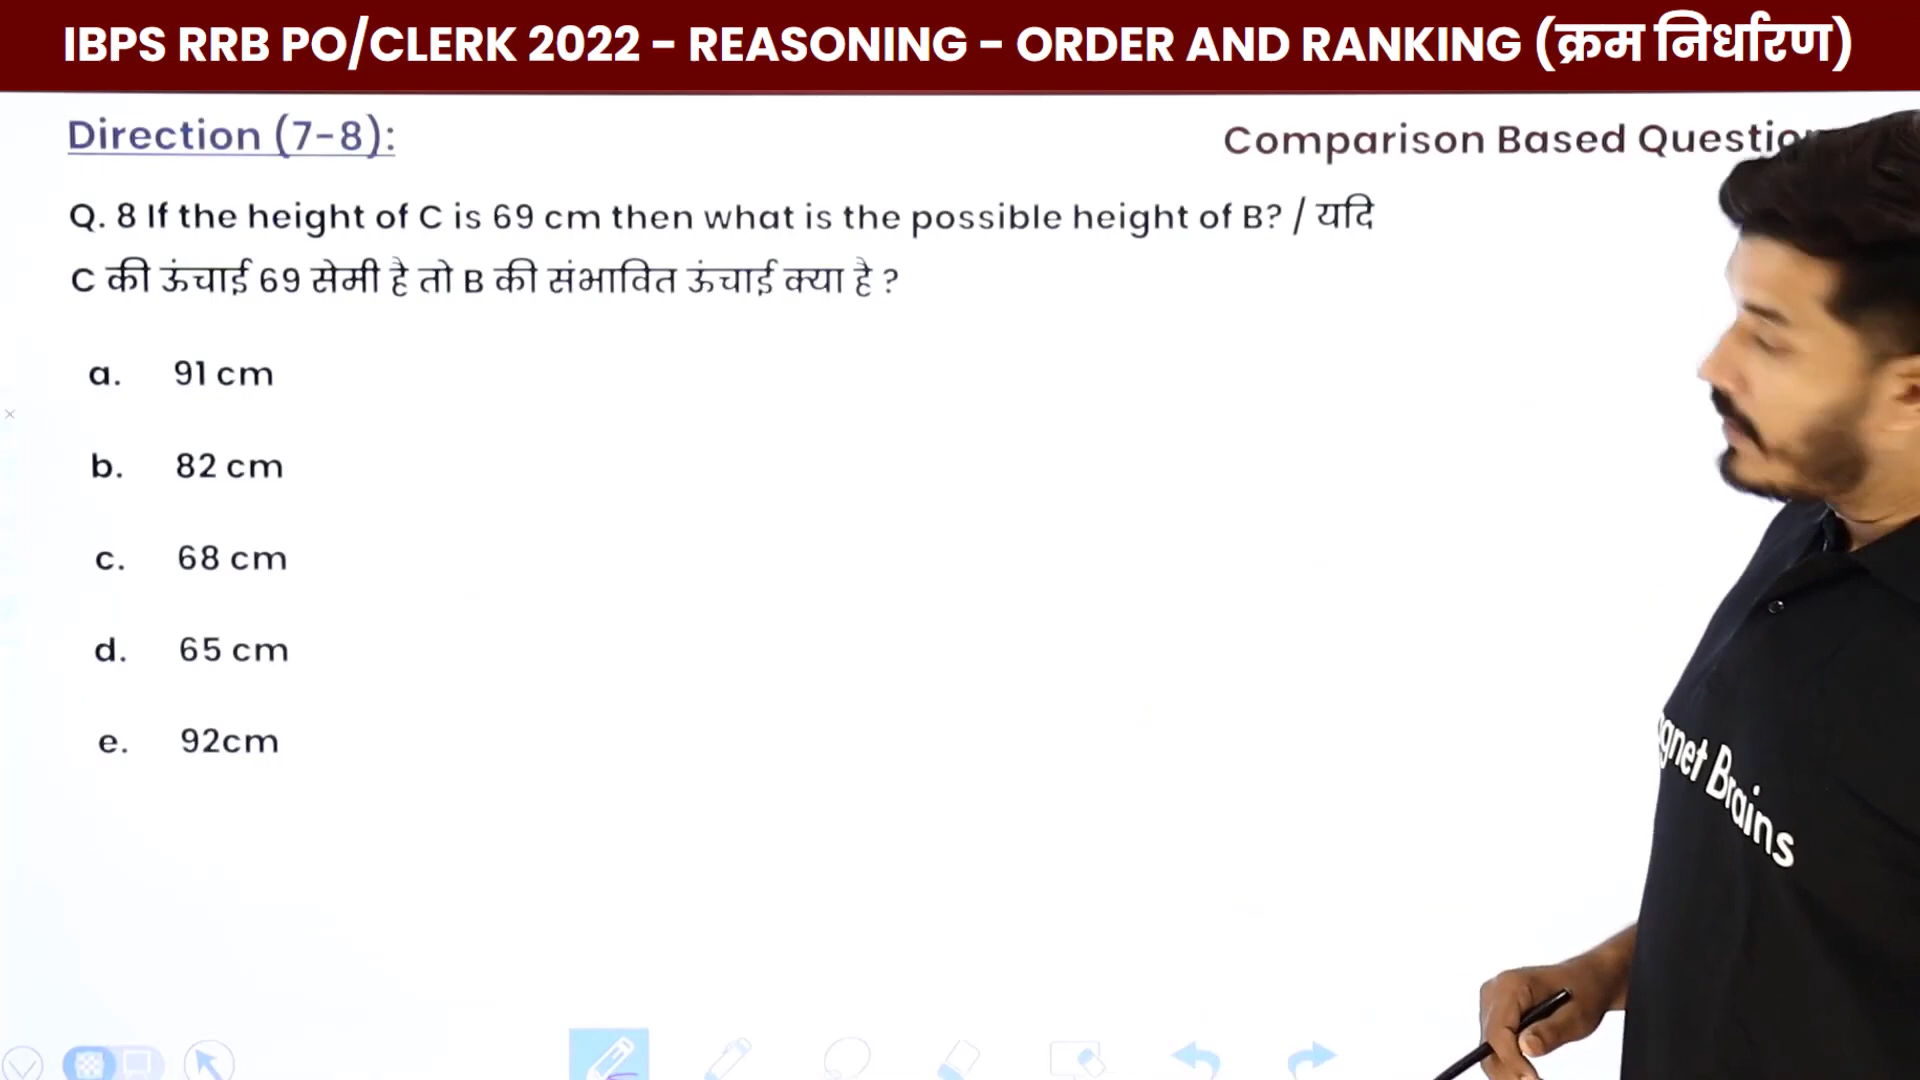 IBPS RRB PO/CLERK 2022 - REASONING - ORDER AND RANKING (क्रम निर्धारण)
Direction (7-8):
Comparison Based
Q. 8 If the height of C is 69 cm then what is the possible height of B? / यदि
C की ऊंचाई 69 सेमी है तो B की संभावित ऊंचाई क्या है ?
a. 91 cm
b. 82 cm
c. 68 cm
d. 65 cm
e. 92cm
Brains